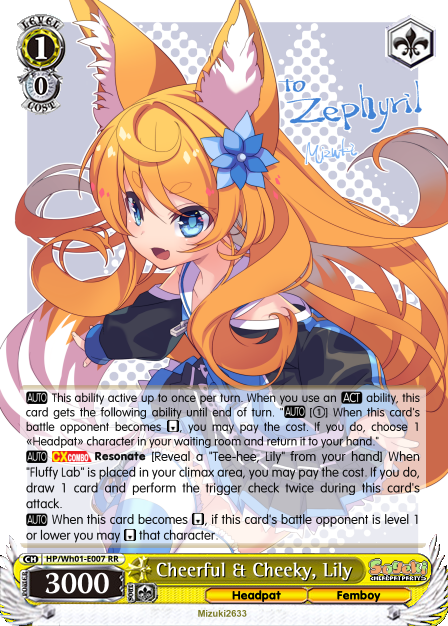 LEVEL
1
0
COST
to
Zephyril
Mizuki
AUTO This ability active up to once per turn. When you use an ACT ability, this
card gets the following ability until end of turn. "AUTO [①] When this card's
battle opponent becomes [ ], you may pay the cost. If you do, choose 1
«Headpat» character in your waiting room and return it to your hand."
AUTO CXCOMBO Resonate [Reveal a "Tee-hee, Lily" from your hand] When
"Fluffy Lab" is placed in your climax area, you may pay the cost. If you do,
draw 1 card and perform the trigger check twice during this card's
attack.
AUTO When this card becomes [ ], if this card's battle opponent is level 1
or lower you may [ ] that character.
CH HP/Wh01-E007 RR
POWER
3000
SOUL
Cheerful & Cheeky, Lily
HEADPAT PARTY
Headpat
Femboy
Mizuki2633